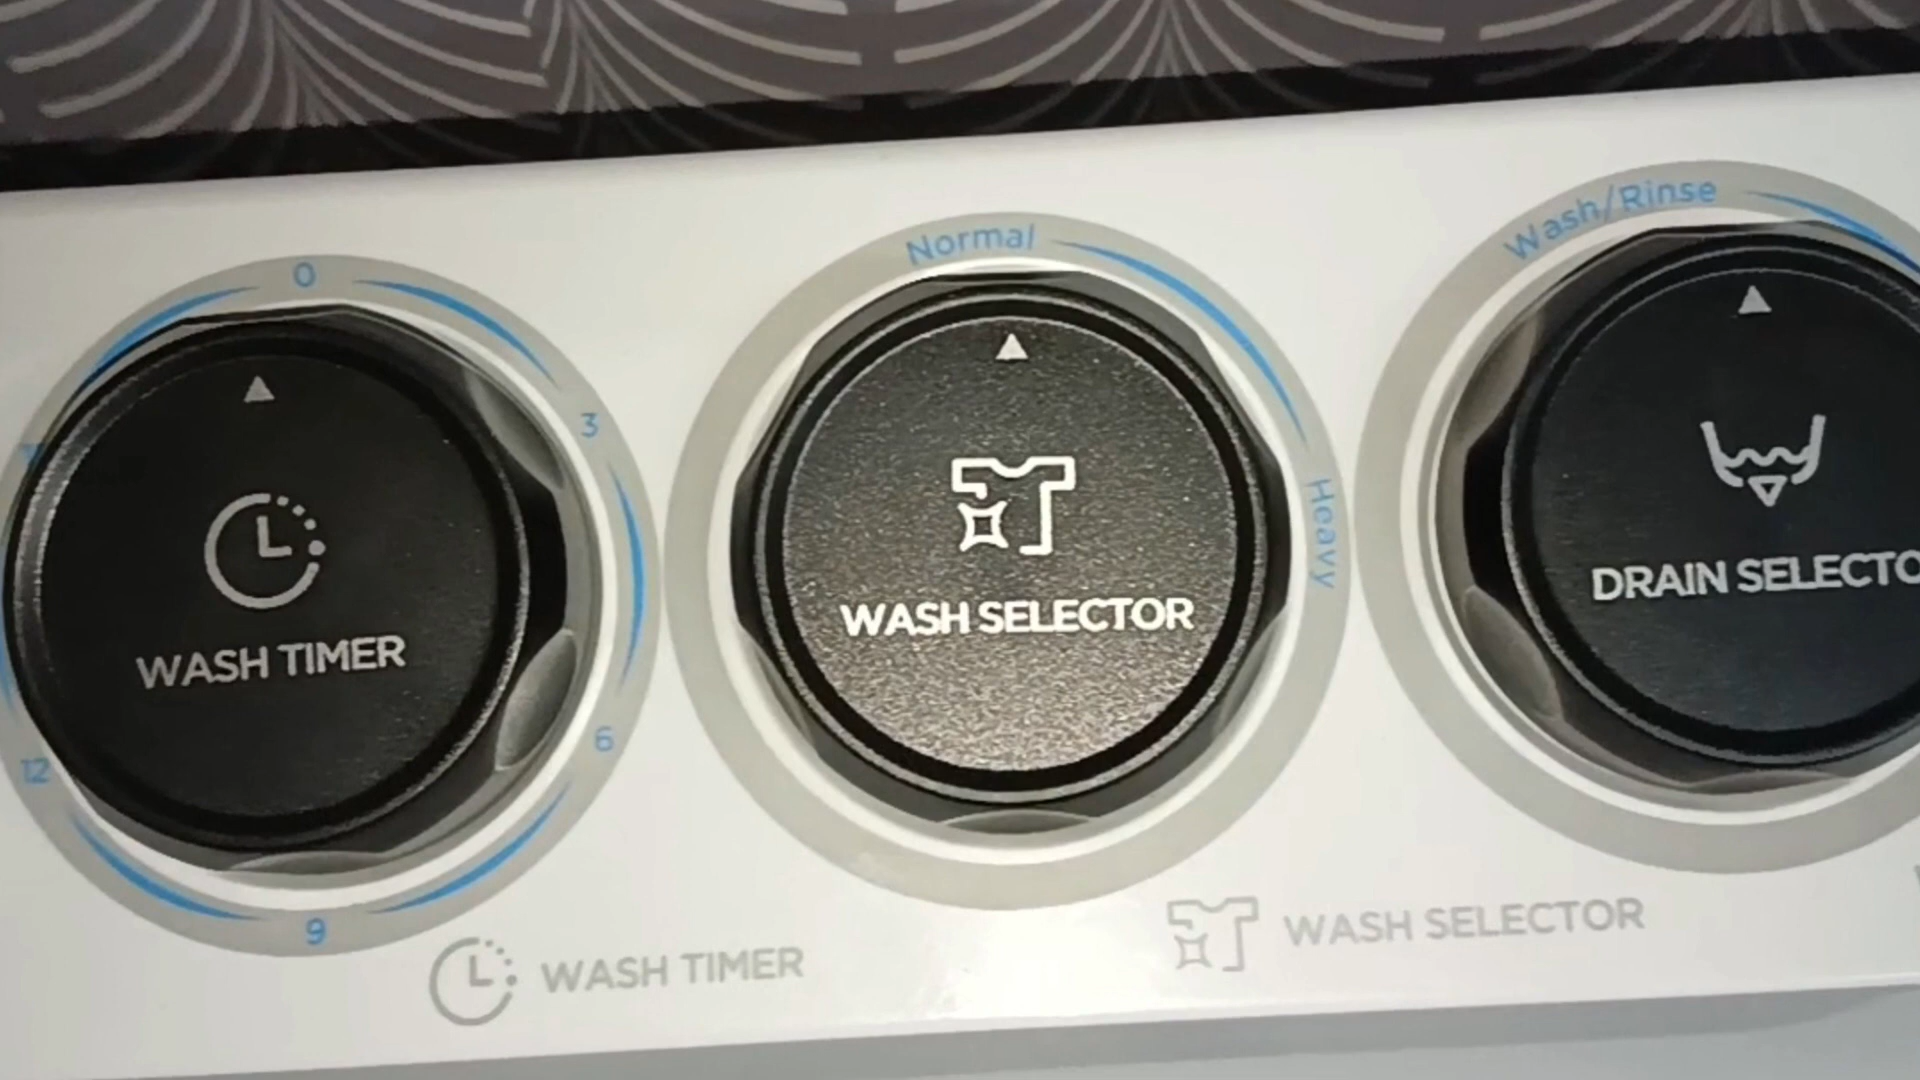 0
3
6
9
12
WASH TIMER
WASH TIMER
Normal
Heavy
WASH SELECTOR
WASH SELECTOR
Wash/Rinse
DRAIN SELECTO